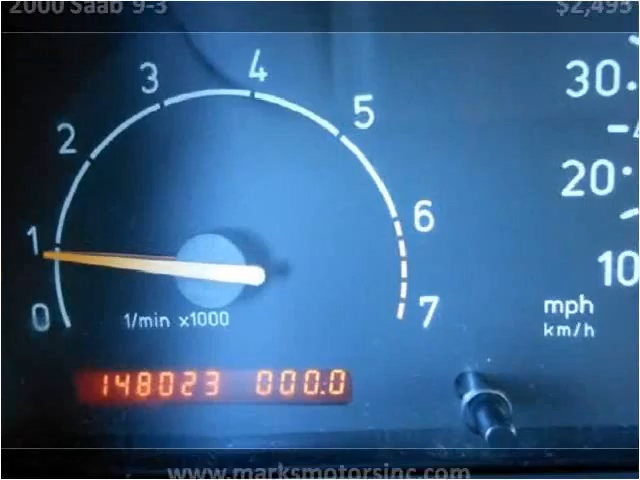 2000 Saab 9-3 $2,495
0 1 2 3 4 5 6 7
1/min x1000
148023 000.0
30
20
10
mph
km/h
www.marksmotorsinc.com